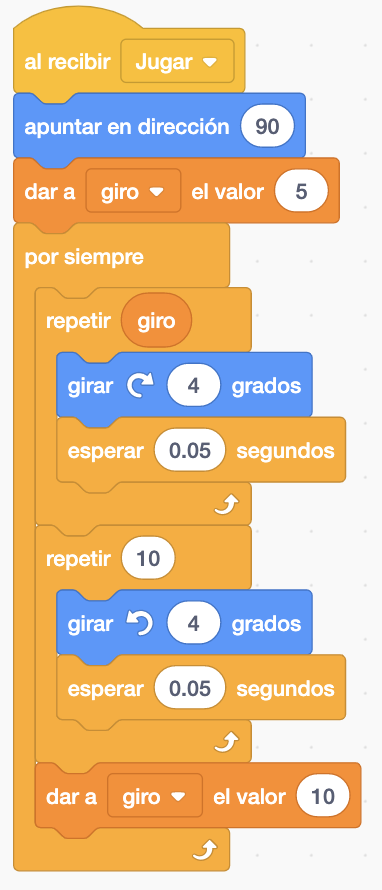 al recibir Jugar
apuntar en dirección 90
dar a giro el valor 5
por siempre
repetir giro
girar 4 grados
esperar 0.05 segundos
repetir 10
girar 4 grados
esperar 0.05 segundos
dar a giro el valor 10